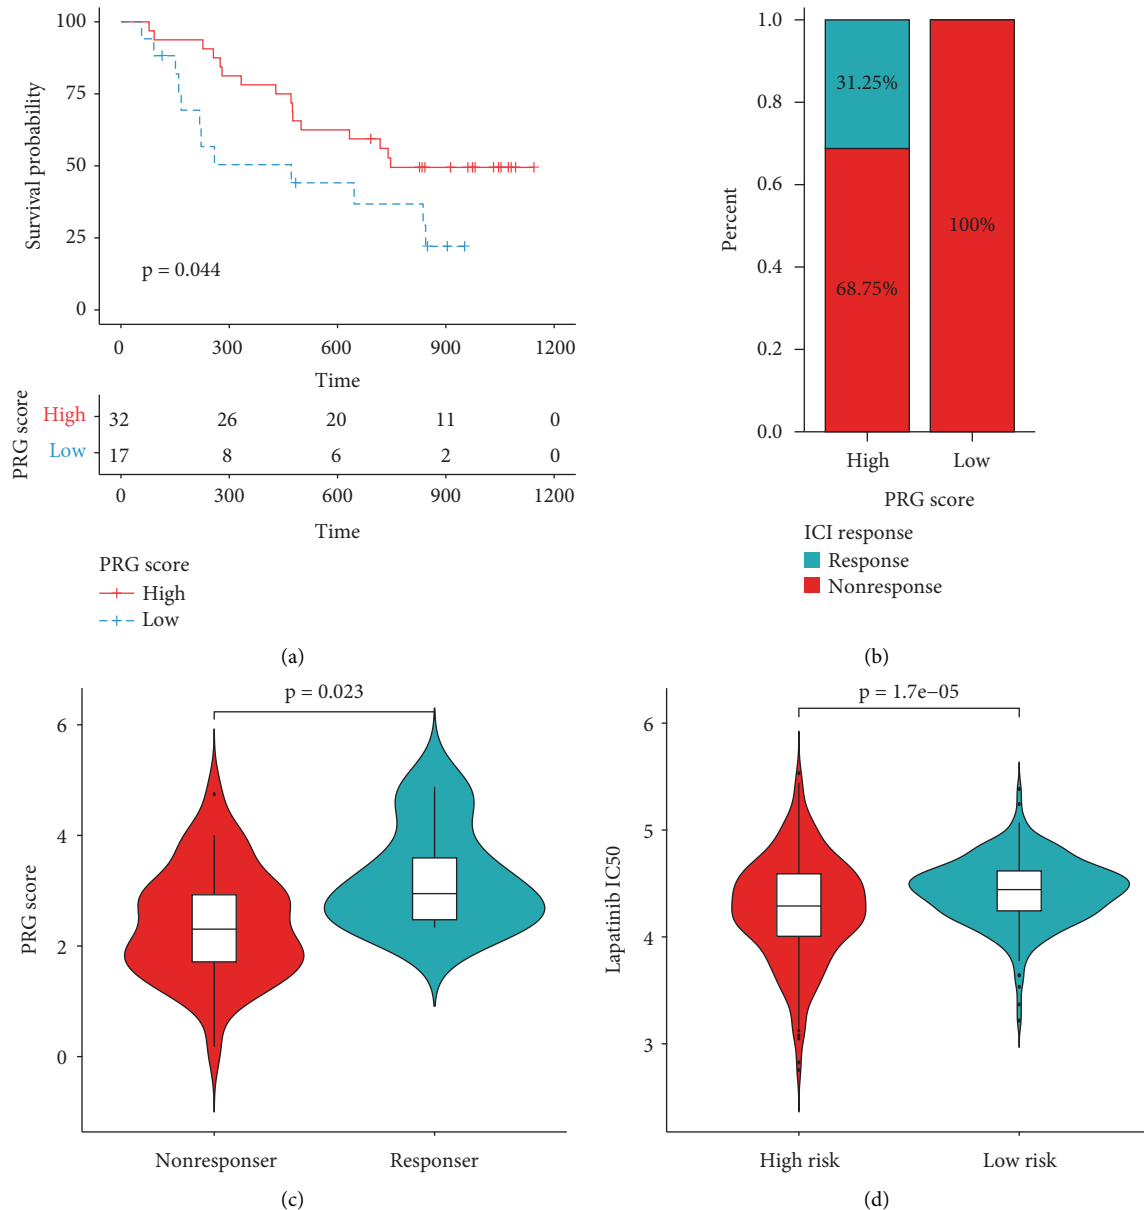 100
75
50
25
0
Survival probability
p = 0.044
0 300 600 900 1200
Time
PRG score
High 32 26 20 11 0
Low 17 8 6 2 0
0 300 600 900 1200
Time
PRG score
High
Low
(a)
1.0
0.8
0.6
0.4
0.2
0.0
Percent
31.25%
68.75%
100%
High Low
PRG score
ICI response
Response
Nonresponse
(b)
p = 0.023
6
4
2
0
PRG score
Nonresponser Responser
(c)
p = 1.7e−05
6
5
4
3
Lapatinib IC50
High risk Low risk
(d)